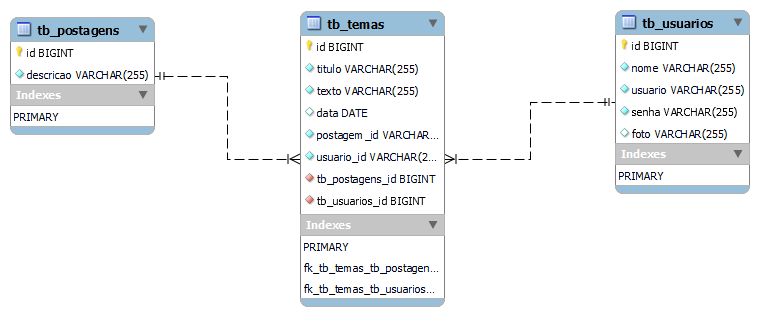 tb_postagens
id BIGINT
descricao VARCHAR(255)
Indexes
PRIMARY
tb_temas
id BIGINT
titulo VARCHAR(255)
texto VARCHAR(255)
data DATE
postagem_id VARCHAR...
usuario_id VARCHAR(2...
tb_postagens_id BIGINT
tb_usuarios_id BIGINT
Indexes
PRIMARY
fk_tb_temas_tb_postagen...
fk_tb_temas_tb_usuarios...
tb_usuarios
id BIGINT
nome VARCHAR(255)
usuario VARCHAR(255)
senha VARCHAR(255)
foto VARCHAR(255)
Indexes
PRIMARY